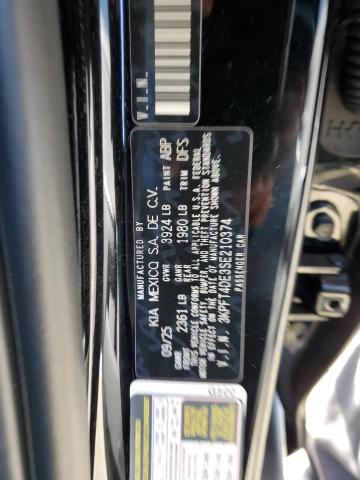 V.I.N.
MANUFACTURED BY
KIA MEXICO S.A. DE C.V.
09/25 GVWR 3924 LB PAINT ABP
GAWR 2361 LB GAWR 1980 LB TRIM DFS
THIS VEHICLE CONFORMS TO ALL APPLICABLE U.S.A. FEDERAL
MOTOR VEHICLE SAFETY, BUMPER, AND THEFT PREVENTION STANDARDS
IN EFFECT ON THE DATE OF MANUFACTURE SHOWN ABOVE.
V.I.N 3KPFT4DE3SE210974
PASSENGER CAR